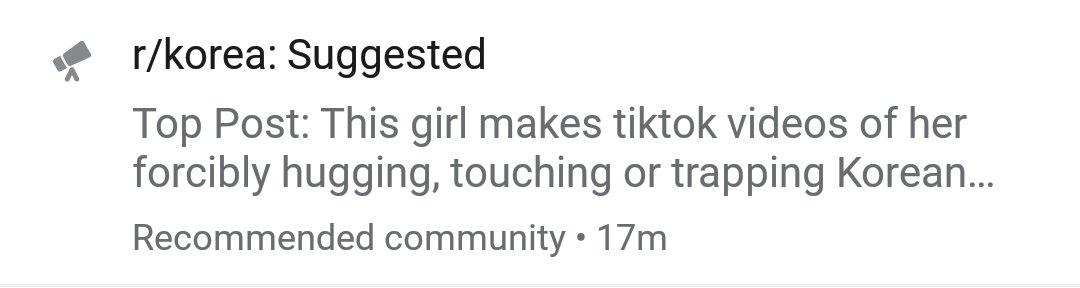 r/korea: Suggested
Top Post: This girl makes tiktok videos of her
forcibly hugging, touching or trapping Korean...
Recommended community • 17m